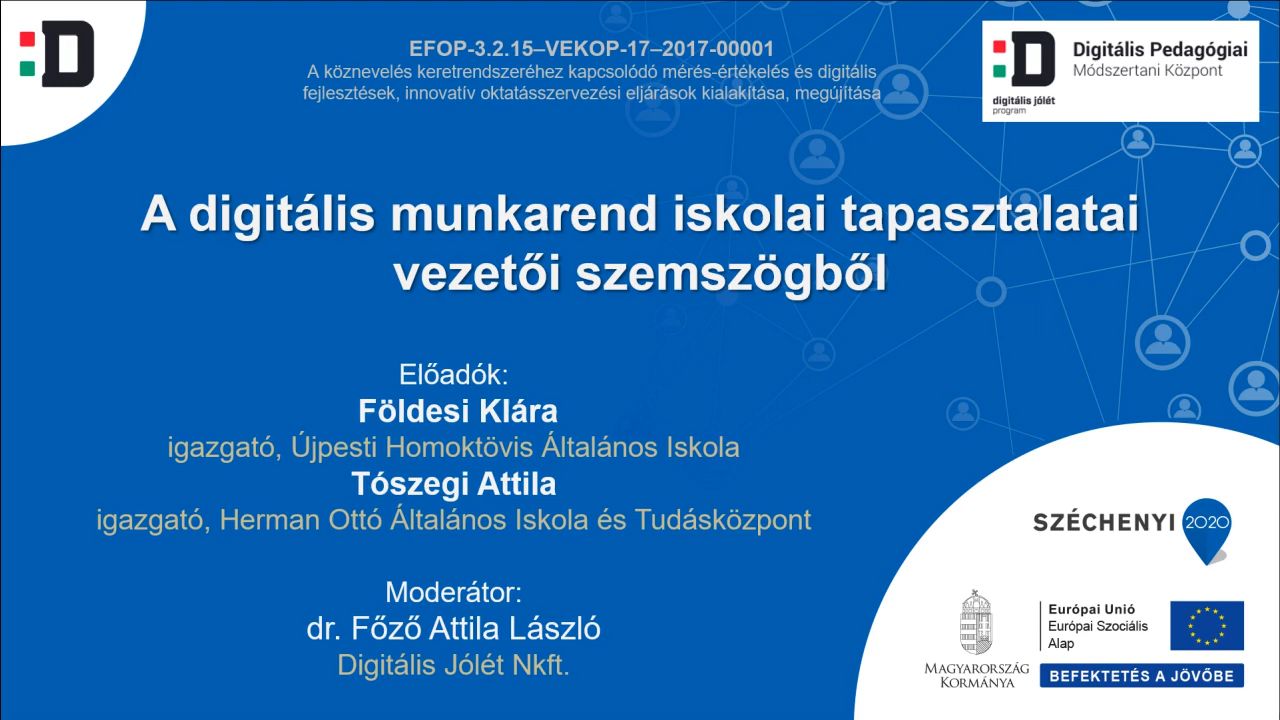 :D
EFOP-3.2.15–VEKOP-17–2017-00001
A köznevelés keretrendszeréhez kapcsolódó mérés-értékelés és digitális
fejlesztések, innovatív oktatásszervezési eljárások kialakítása, megújítása
:D
digitális jólét
program
Digitális Pedagógiai
Módszertani Központ
A digitális munkarend iskolai tapasztalatai
vezetői szemszögből
Előadók:
Földesi Klára
igazgató, Újpesti Homoktövis Általános Iskola
Tószegi Attila
igazgató, Herman Ottó Általános Iskola és Tudásközpont
Moderátor:
dr. Főző Attila László
Digitális Jólét Nkft.
SZÉCHENYI 2020
MAGYARORSZÁG
KORMÁNYA
Európai Unió
Európai Szociális
Alap
BEFEKTETÉS A JÖVŐBE